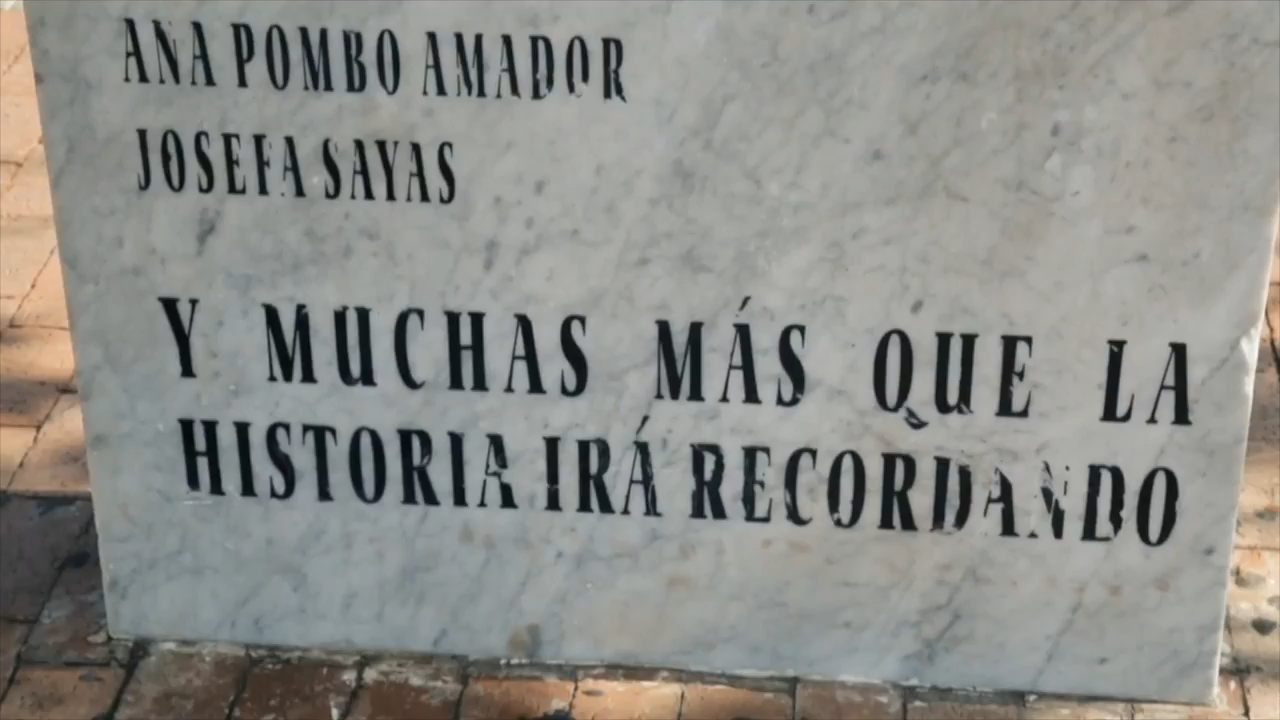 ANA POMBO AMADOR
JOSEFA SAYAS
Y MUCHAS MÁS QUE LA
HISTORIA IRÁ RECORDANDO